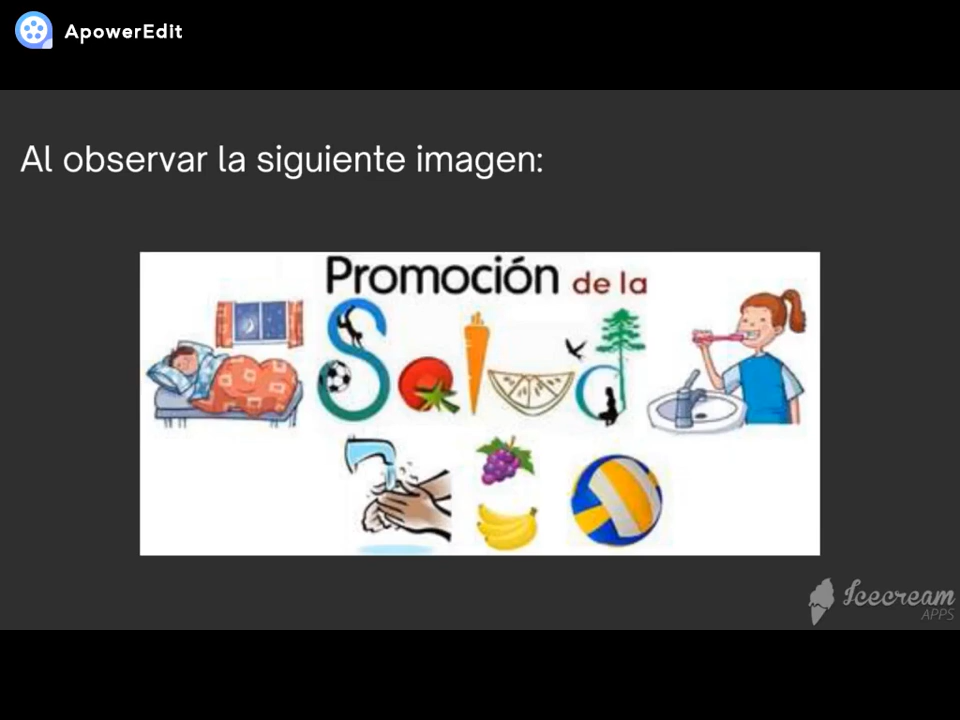 ApowerEdit
Al observar la siguiente imagen:
Promoción de la
Salud
Icecream
APPS